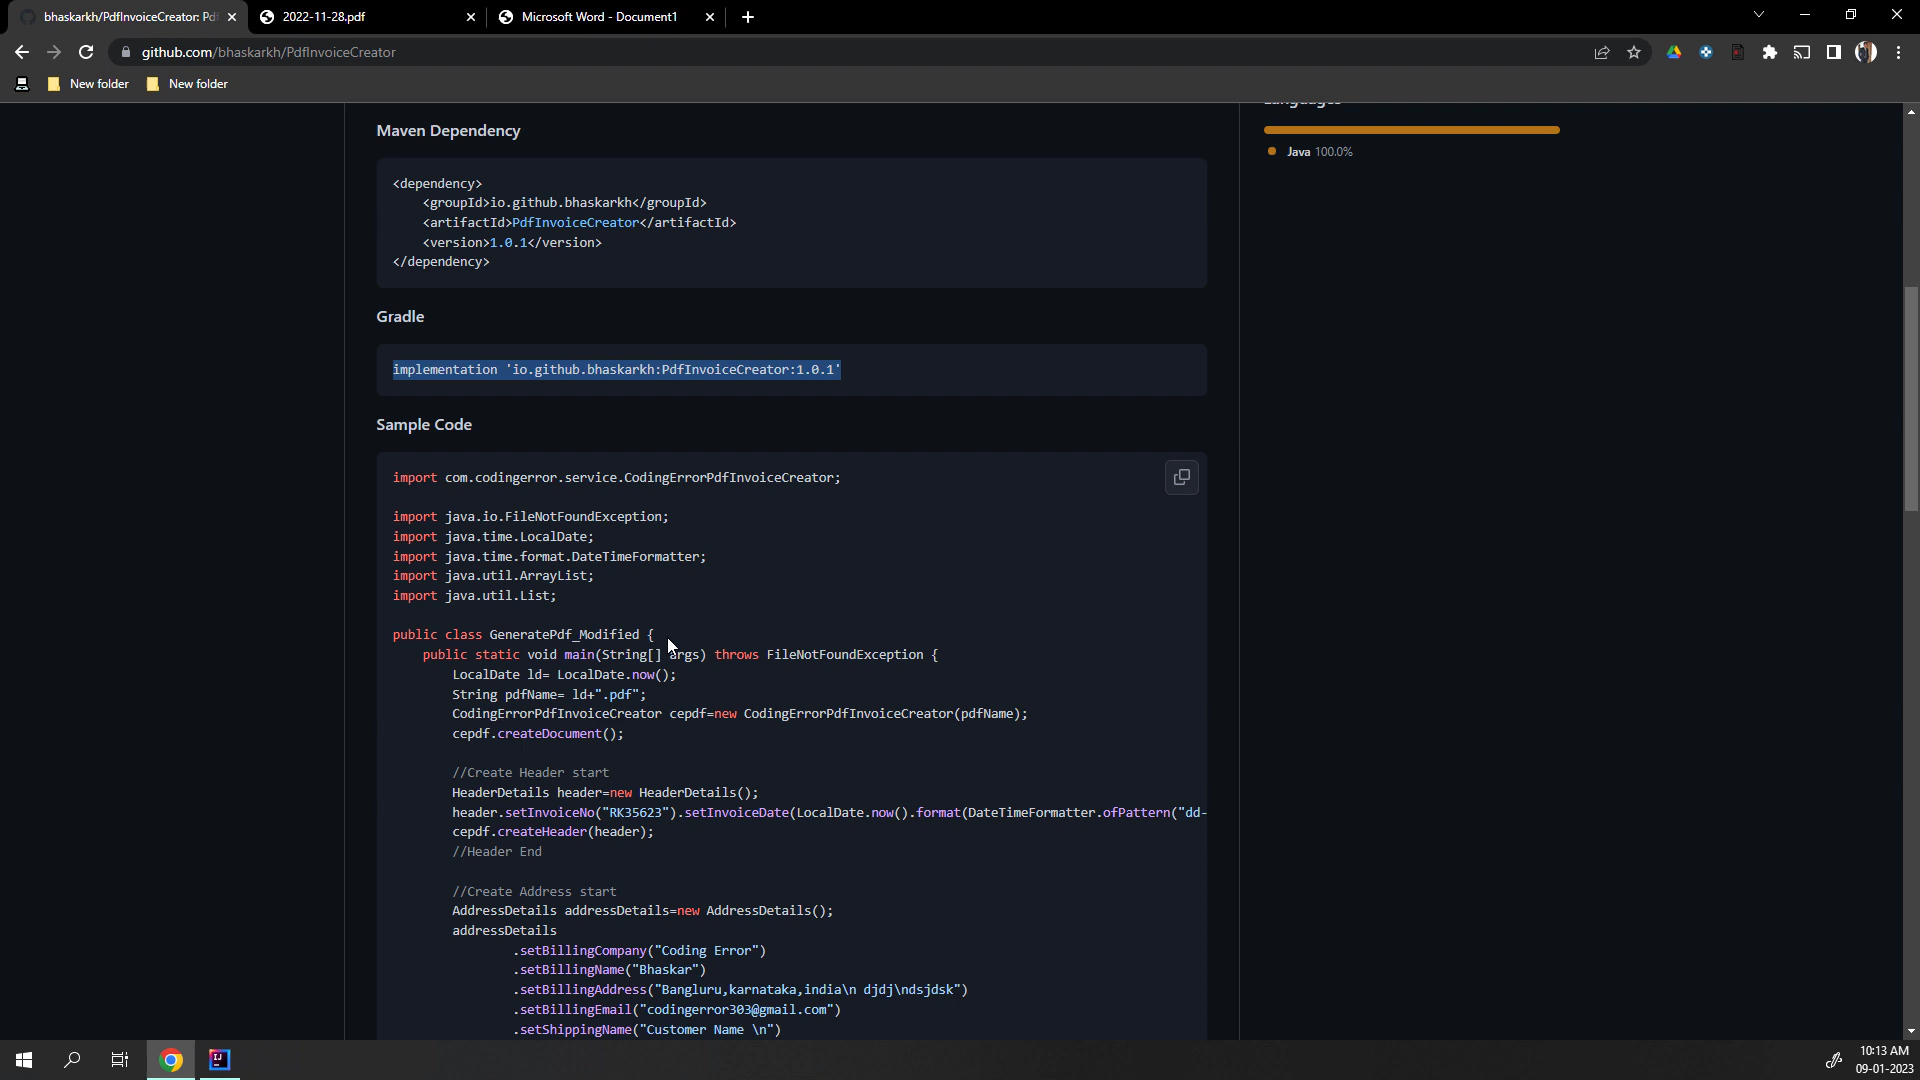 bhaskarkh/PdfInvoiceCreator: Pdf
2022-11-28.pdf
Microsoft Word - Document1
github.com/bhaskarkh/PdfInvoiceCreator
New folder
New folder
Languages
Java 100.0%
Maven Dependency
<dependency>
<groupId>io.github.bhaskarkh</groupId>
<artifactId>PdfInvoiceCreator</artifactId>
<version>1.0.1</version>
</dependency>
Gradle
implementation 'io.github.bhaskarkh:PdfInvoiceCreator:1.0.1'
Sample Code
import com.codingerror.service.CodingErrorPdfInvoiceCreator;
import java.io.FileNotFoundException;
import java.time.LocalDate;
import java.time.format.DateTimeFormatter;
import java.util.ArrayList;
import java.util.List;
public class GeneratePdf_Modified {
public static void main(String[] args) throws FileNotFoundException {
LocalDate ld= LocalDate.now();
String pdfName= ld+".pdf";
CodingErrorPdfInvoiceCreator cepdf=new CodingErrorPdfInvoiceCreator(pdfName);
cepdf.createDocument();
//Create Header start
HeaderDetails header=new HeaderDetails();
header.setInvoiceNo("RK35623").setInvoiceDate(LocalDate.now().format(DateTimeFormatter.ofPattern("dd-
cepdf.createHeader(header);
//Header End
//Create Address start
AddressDetails addressDetails=new AddressDetails();
addressDetails
.setBillingCompany("Coding Error")
.setBillingName("Bhaskar")
.setBillingAddress("Bangluru,karnataka,india\n djdj\ndsjdsk")
.setBillingEmail("codingerror303@gmail.com")
.setShippingName("Customer Name \n")
10:13 AM
09-01-2023